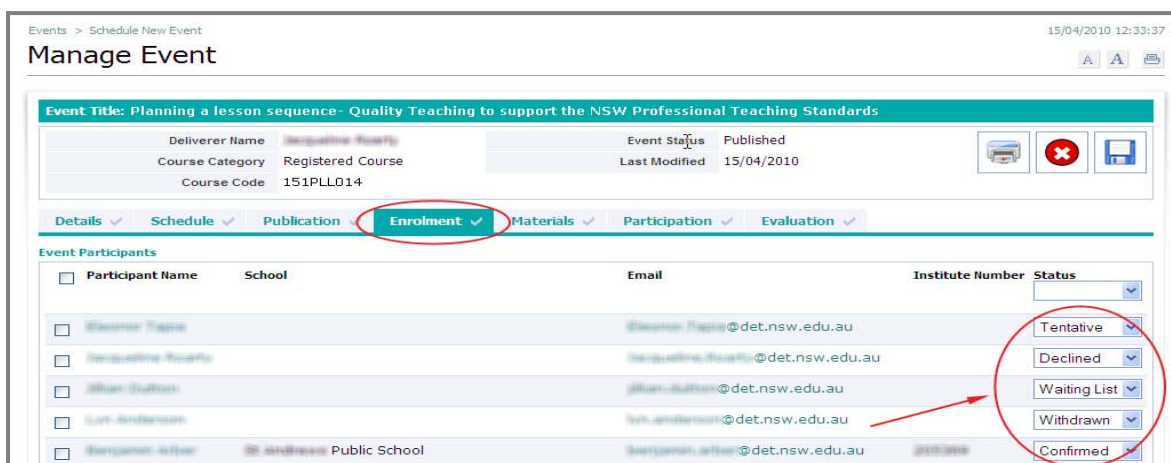 Events > Schedule New Event 15/04/2010 12:33:37
Manage Event A A
Event Title: Planning a lesson sequence- Quality Teaching to support the NSW Professional Teaching Standards
Deliverer Name Event Status Published
Course Category Registered Course Last Modified 15/04/2010
Course Code 151PLL014
Details Schedule Publication Enrolment Materials Participation Evaluation
Event Participants
Participant Name School Email Institute Number Status
@det.nsw.edu.au Tentative
@det.nsw.edu.au Declined
@det.nsw.edu.au Waiting List
@det.nsw.edu.au Withdrawn
Public School @det.nsw.edu.au Confirmed